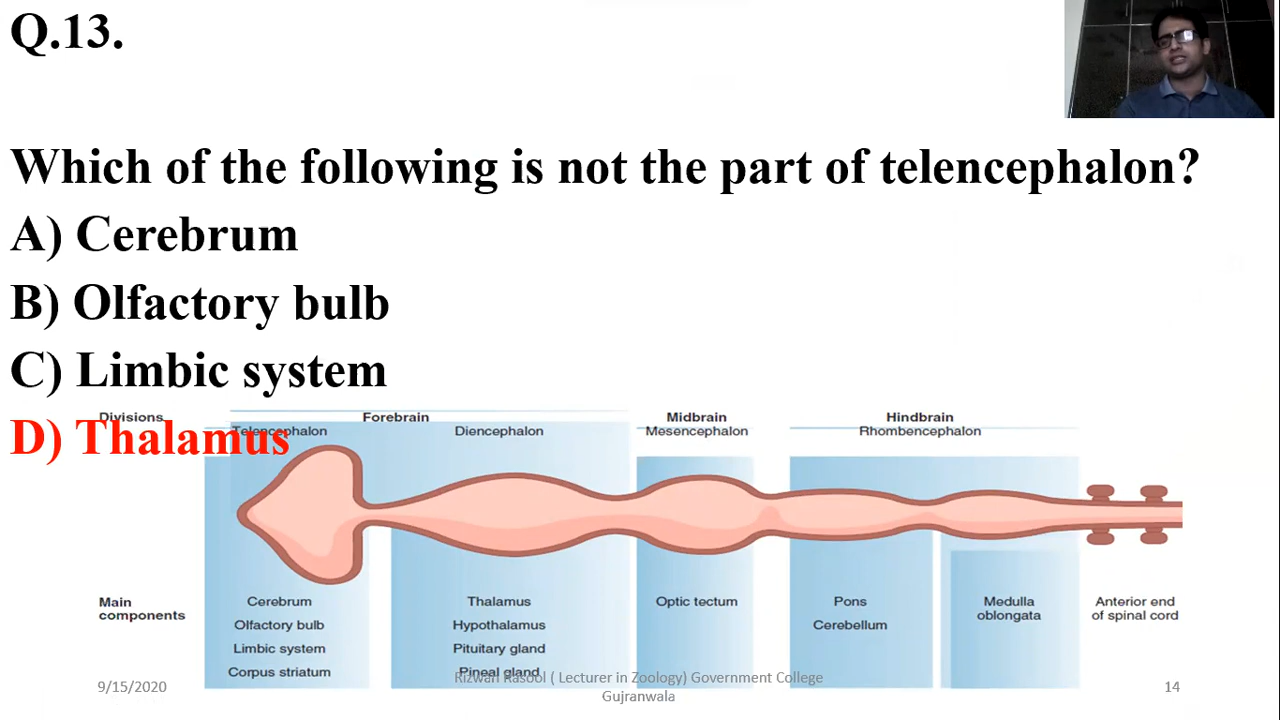 Q.13.
Which of the following is not the part of telencephalon?
A) Cerebrum
B) Olfactory bulb
C) Limbic system
D) Thalamus
Divisions Forebrain Midbrain Hindbrain
Telencephalon Diencephalon Mesencephalon Rhombencephalon
Main components Cerebrum Thalamus Optic tectum Pons Medulla oblongata Anterior end of spinal cord
Olfactory bulb Hypothalamus Cerebellum
Limbic system Pituitary gland
Corpus striatum Pineal gland
9/15/2020
Rizwan Rasool ( Lecturer in Zoology) Government College
Gujranwala
14